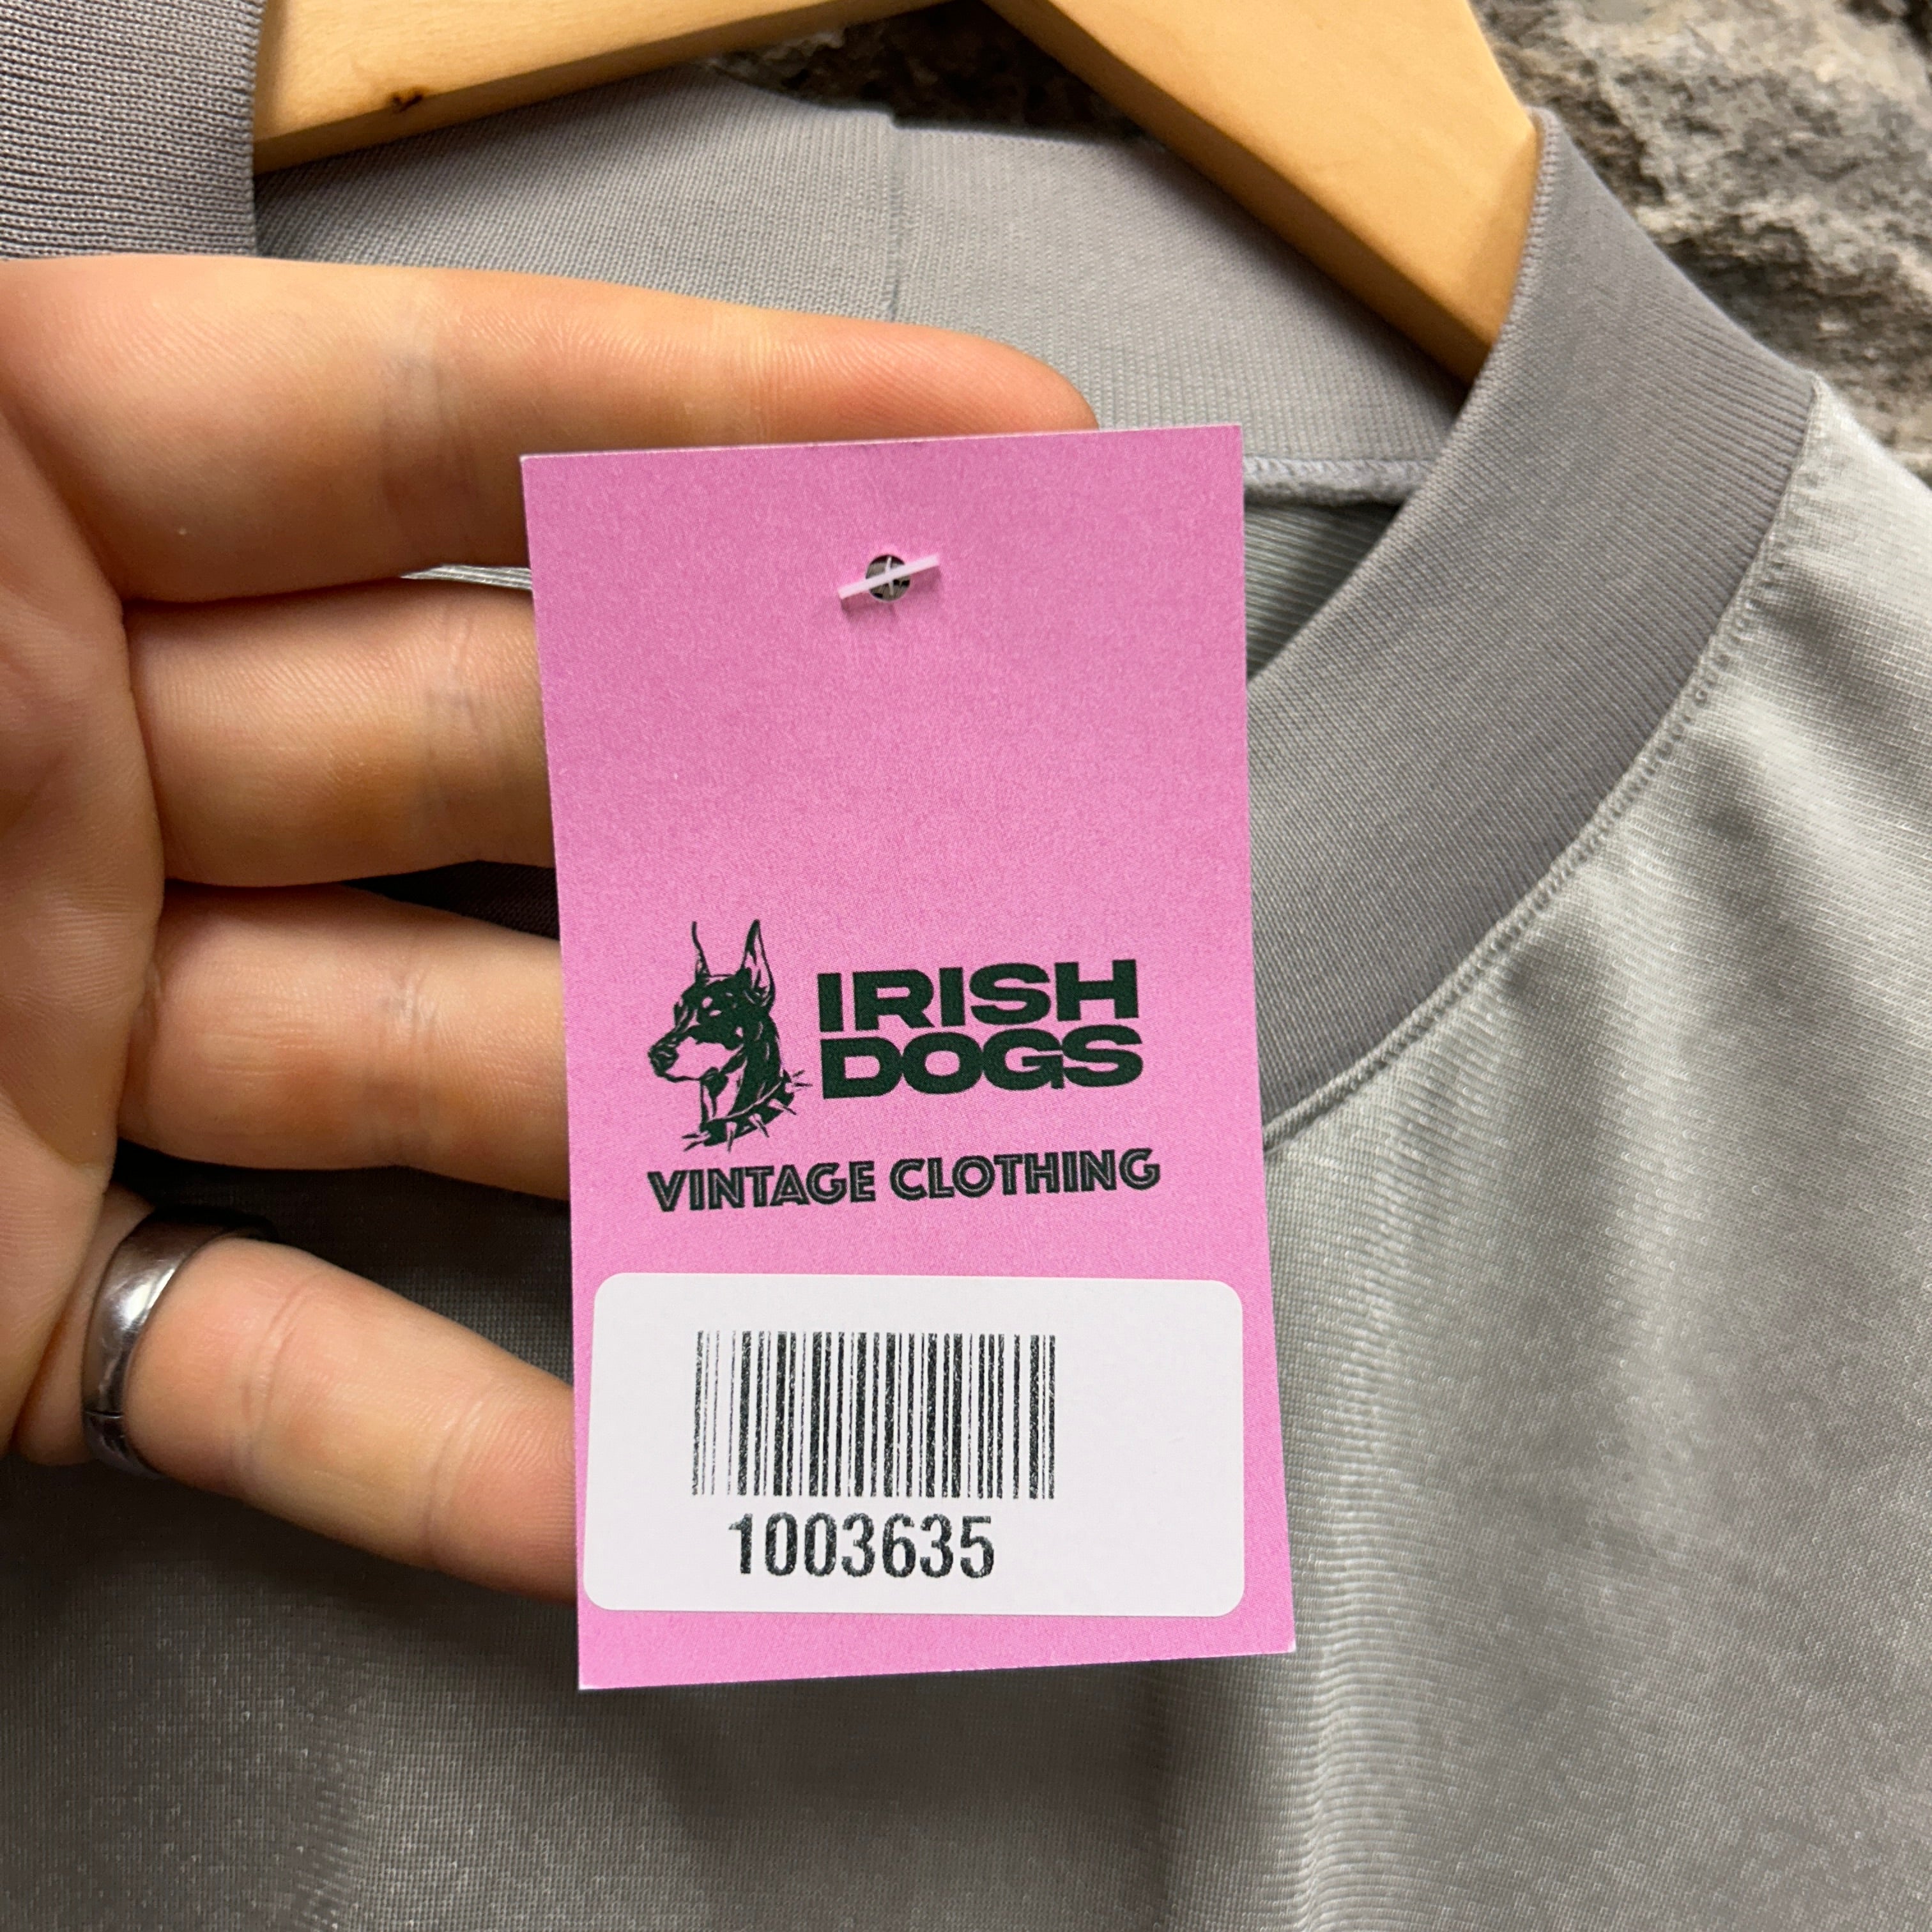 IRISH
DOGS
VINTAGE CLOTHING
1003635